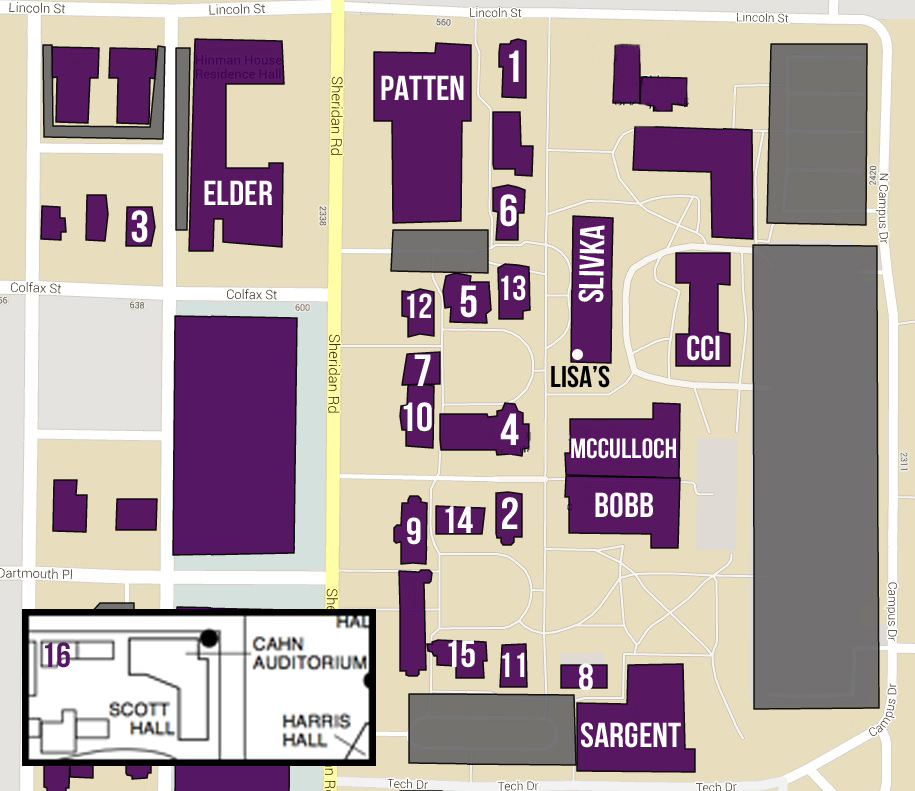 Lincoln St
Lincoln St
Lincoln St
Lincoln St
560
Hinman House
Residence Hall
PATTEN
1
Sheridan Rd
ELDER
3
2338
6
2420
N Campus Dr
SLIVKA
Colfax St
Colfax St
66
638
600
12
5
13
CCI
LISA'S
Sheridan Rd
7
10
4
MCCULLOCH
BOBB
2311
9
14
2
Dartmouth Pl
She
Campus Dr
16
HAL
CAHN
AUDITORIUM
SCOTT
HALL
HARRIS
HALL
15
11
8
SARGENT
Campus Dr
n Rd
Tech Dr
Tech Dr
Tech Dr